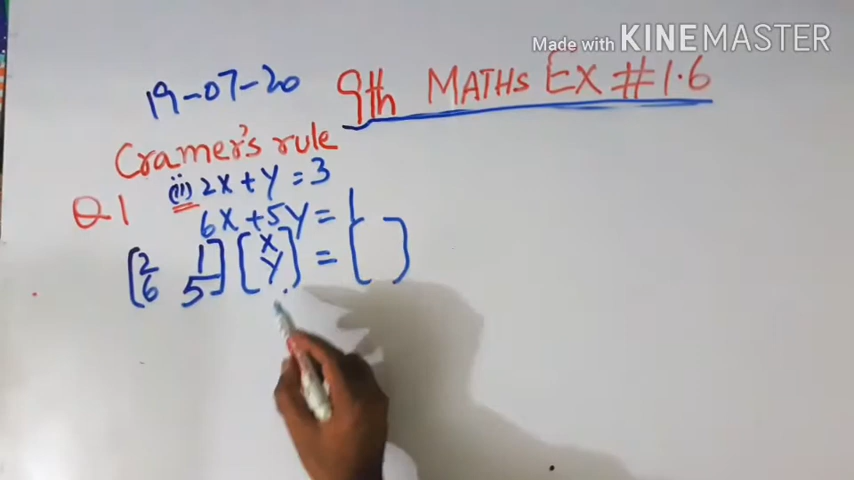 Made with KINEMASTER
19-07-20 9th MATHS EX #1.6
Cramer's rule
Q1 (ii) 2x + y = 3
6x + 5y = 1
[2 1] [x] = [ ]
[6 5] [y]